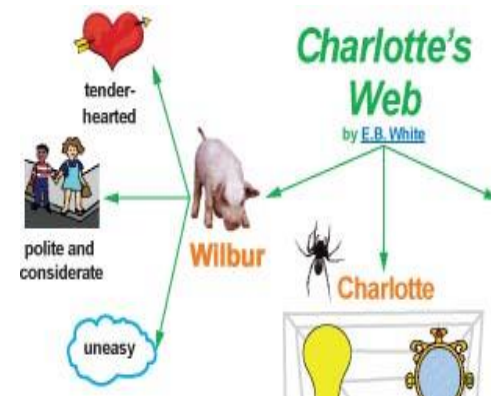 Charlotte's
Web
by E.B. White
tender-
hearted
polite and
considerate
Wilbur
Charlotte
uneasy